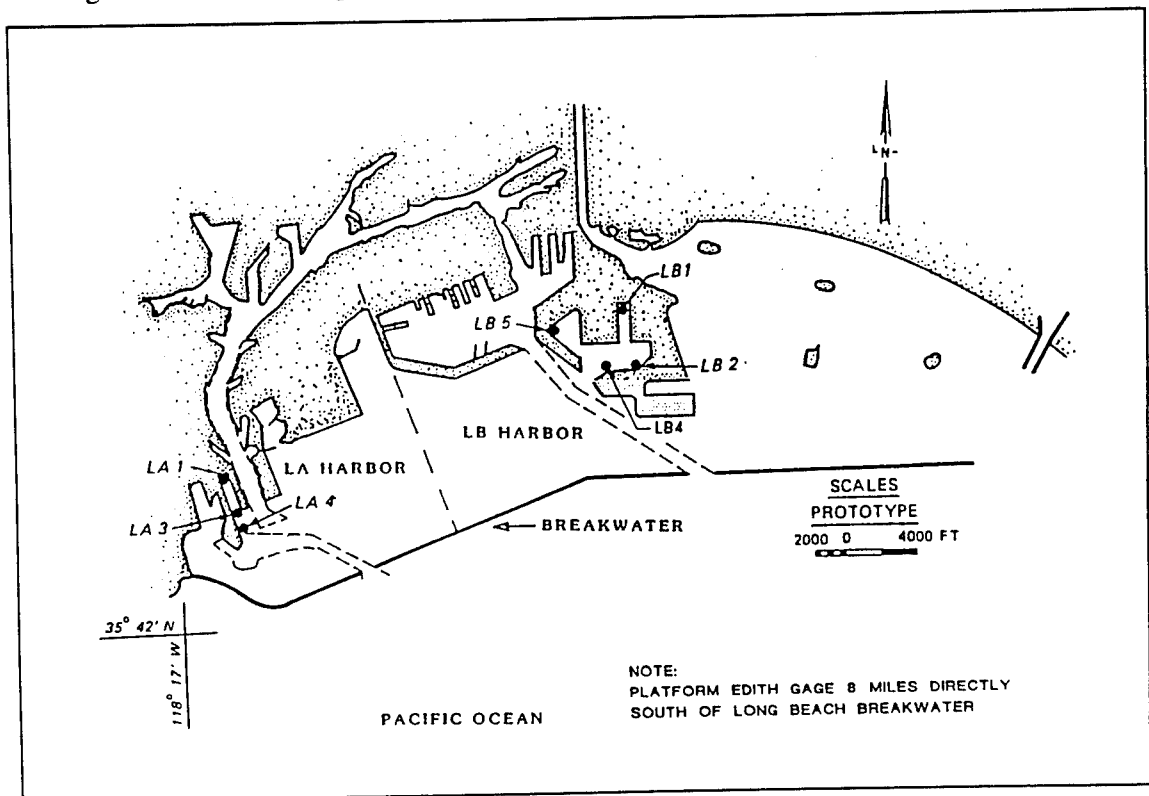 N
LB1
LB 5
LB 2
LB4
LB HARBOR
LA HARBOR
LA 1
LA 4
LA 3
BREAKWATER
SCALES
PROTOTYPE
2000 0 4000 FT
35° 42' N
118° 17' W
NOTE:
PLATFORM EDITH GAGE 8 MILES DIRECTLY
SOUTH OF LONG BEACH BREAKWATER
PACIFIC OCEAN